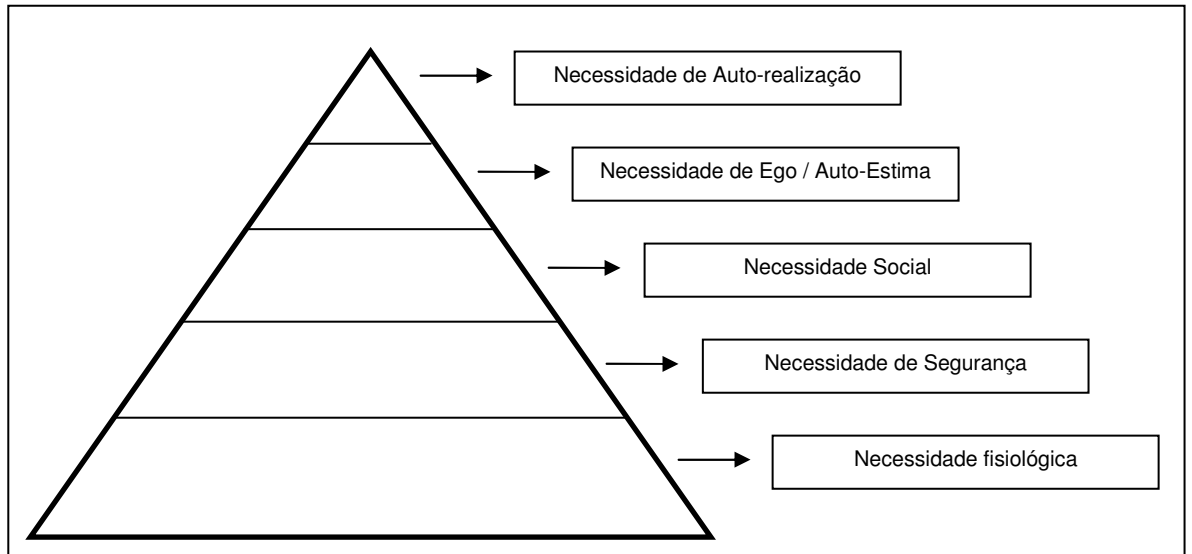 Necessidade de Auto-realização
Necessidade de Ego / Auto-Estima
Necessidade Social
Necessidade de Segurança
Necessidade fisiológica